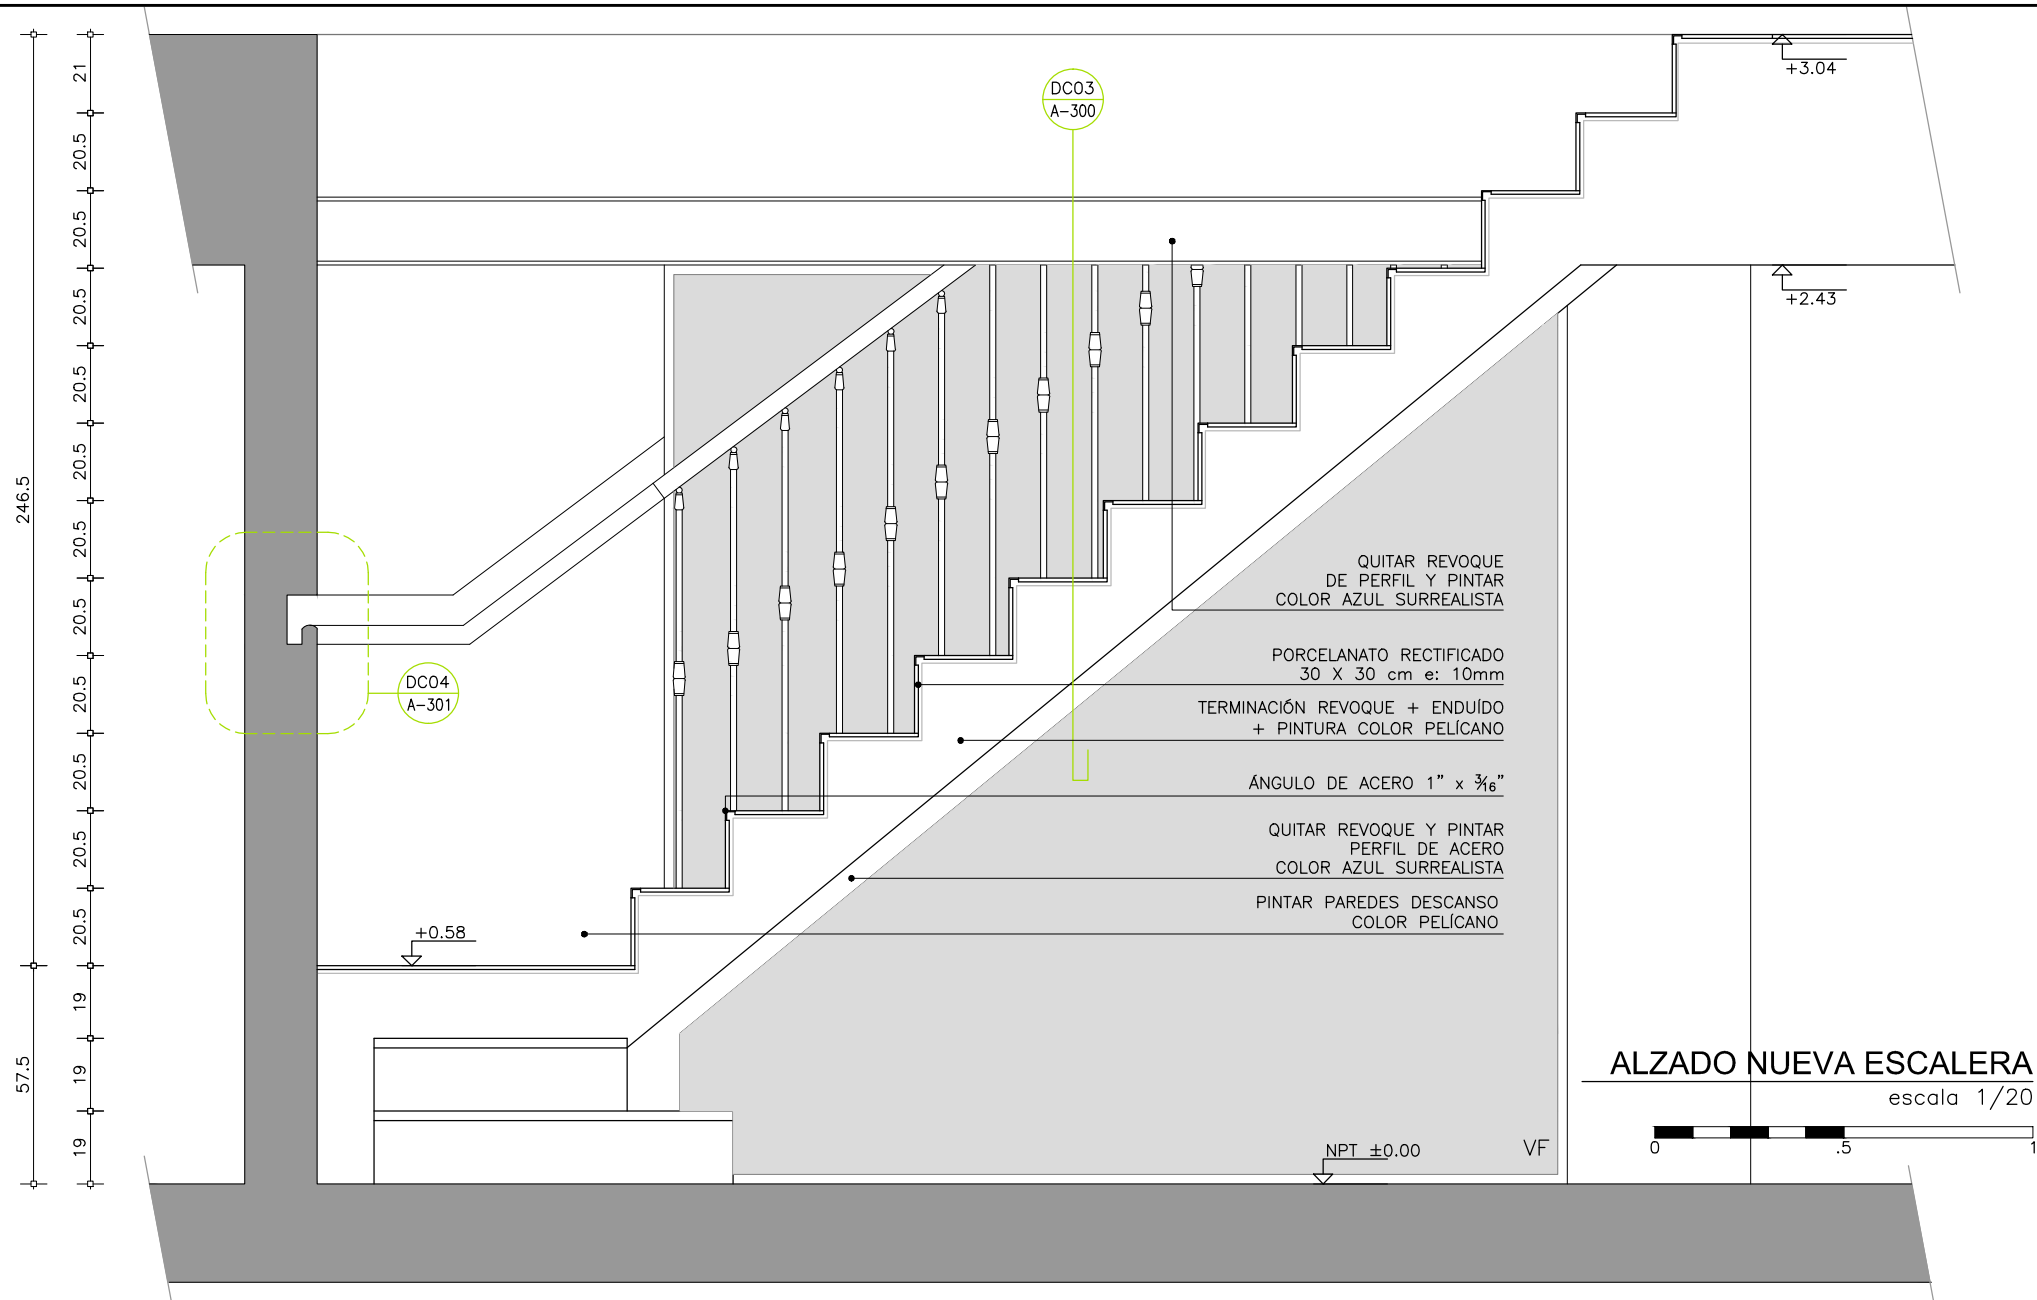 21
20.5
20.5
20.5
20.5
20.5
20.5
20.5
20.5
20.5
20.5
20.5
19
19
19
246.5
57.5
DC03
A-300
DC04
A-301
+3.04
+2.43
+0.58
NPT ±0.00
VF
QUITAR REVOQUE
DE PERFIL Y PINTAR
COLOR AZUL SURREALISTA
PORCELANATO RECTIFICADO
30 X 30 cm e: 10mm
TERMINACIÓN REVOQUE + ENDUÍDO
+ PINTURA COLOR PELÍCANO
ÁNGULO DE ACERO 1" x 3/16"
QUITAR REVOQUE Y PINTAR
PERFIL DE ACERO
COLOR AZUL SURREALISTA
PINTAR PAREDES DESCANSO
COLOR PELÍCANO
ALZADO NUEVA ESCALERA
escala 1/20
0 .5 1